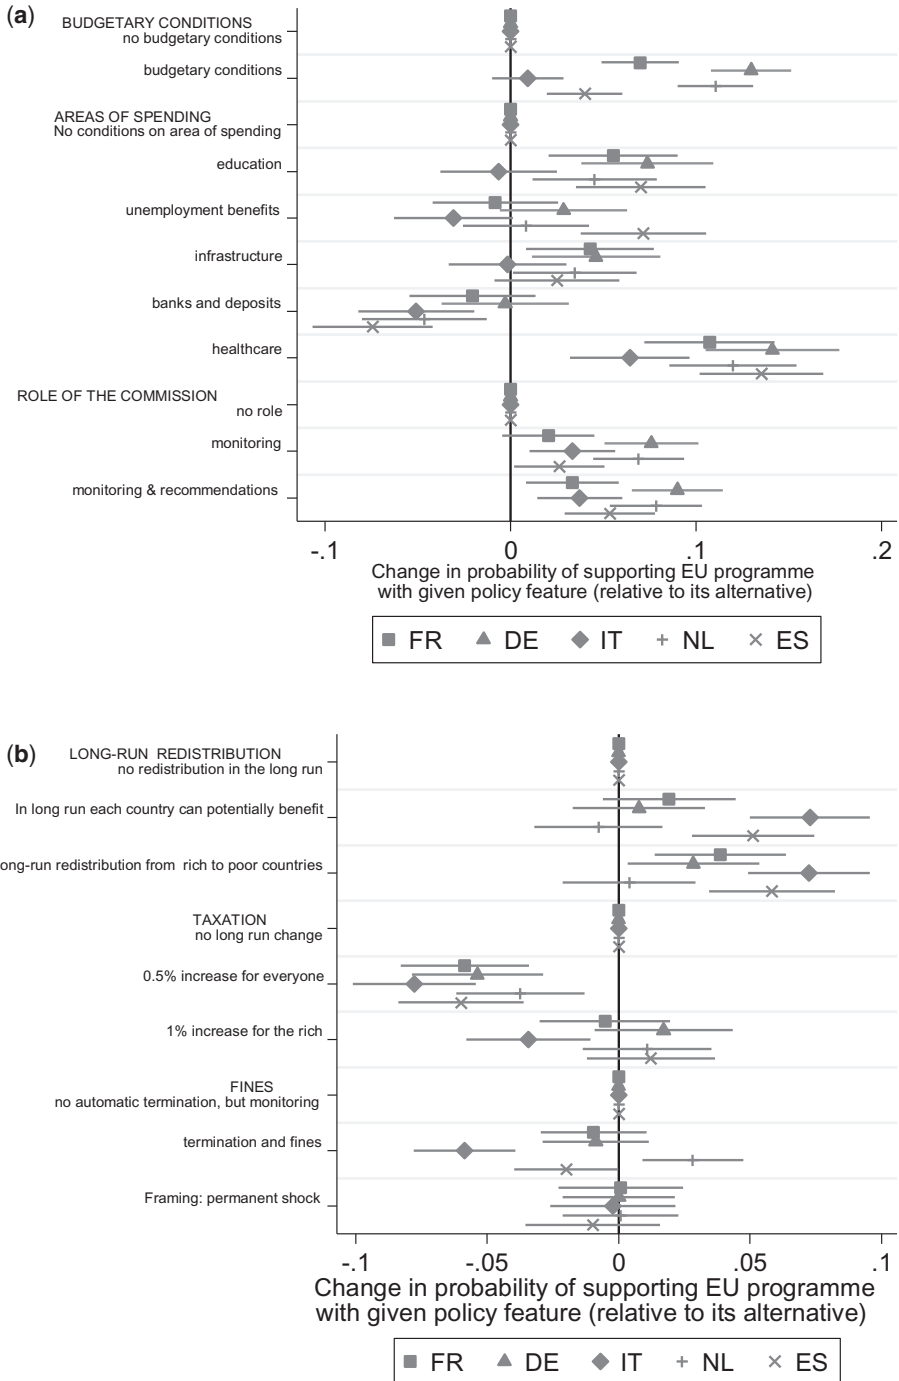 (a)
BUDGETARY CONDITIONS
no budgetary conditions
budgetary conditions
AREAS OF SPENDING
No conditions on area of spending
education
unemployment benefits
infrastructure
banks and deposits
healthcare
ROLE OF THE COMMISSION
no role
monitoring
monitoring & recommendations
-.1 0 .1 .2
Change in probability of supporting EU programme
with given policy feature (relative to its alternative)
FR DE IT NL ES
(b)
LONG-RUN REDISTRIBUTION
no redistribution in the long run
In long run each country can potentially benefit
ong-run redistribution from rich to poor countries
TAXATION
no long run change
0.5% increase for everyone
1% increase for the rich
FINES
no automatic termination, but monitoring
termination and fines
Framing: permanent shock
-.1 -.05 0 .05 .1
Change in probability of supporting EU programme
with given policy feature (relative to its alternative)
FR DE IT NL ES